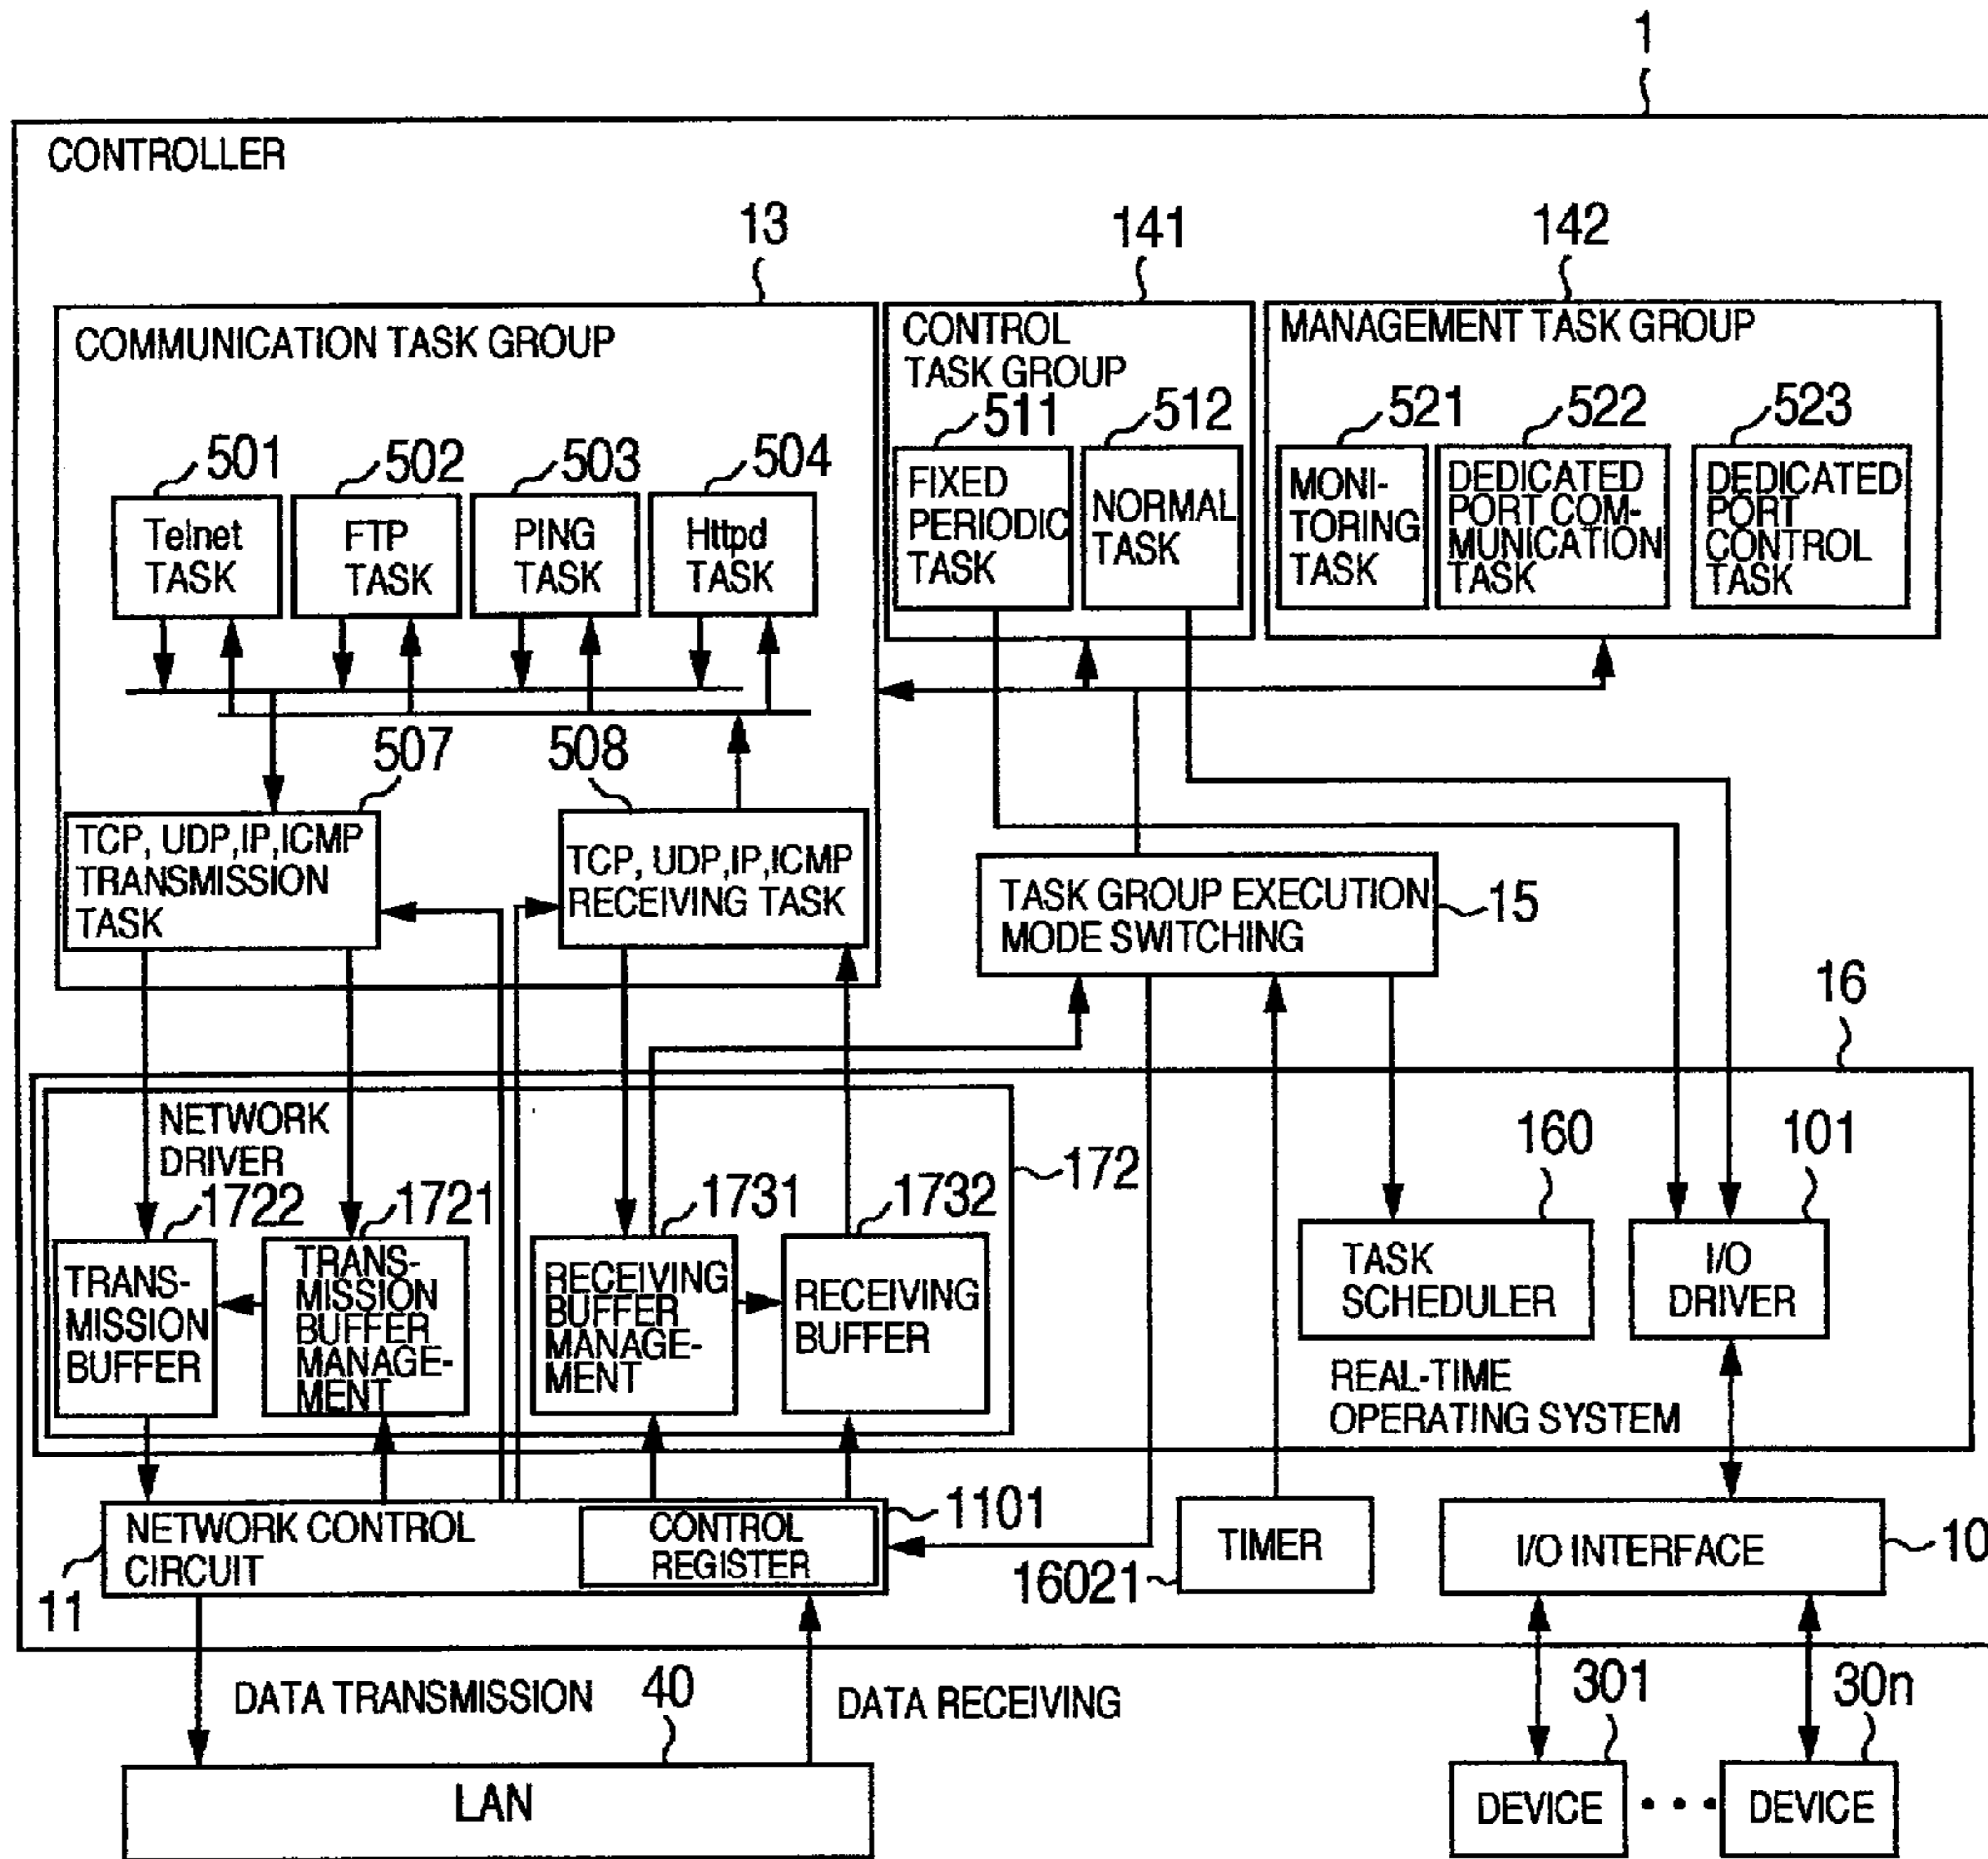 1
CONTROLLER
13
141
142
COMMUNICATION TASK GROUP
CONTROL
TASK GROUP
MANAGEMENT TASK GROUP
501
502
503
504
511
512
521
522
523
Telnet
TASK
FTP
TASK
PING
TASK
Httpd
TASK
FIXED
PERIODIC
TASK
NORMAL
TASK
MONI-
TORING
TASK
DEDICATED
PORT COM-
MUNICATION
TASK
DEDICATED
PORT
CONTROL
TASK
507
508
TCP, UDP,IP,ICMP
TRANSMISSION
TASK
TCP, UDP,IP,ICMP
RECEIVING TASK
TASK GROUP EXECUTION
MODE SWITCHING
15
16
NETWORK
DRIVER
172
160
101
1722
1721
1731
1732
TRANS-
MISSION
BUFFER
TRANS-
MISSION
BUFFER
MANAGE-
MENT
RECEIVING
BUFFER
MANAGE-
MENT
RECEIVING
BUFFER
TASK
SCHEDULER
I/O
DRIVER
REAL-TIME
OPERATING SYSTEM
NETWORK CONTROL
CIRCUIT
CONTROL
REGISTER
1101
11
TIMER
16021
I/O INTERFACE
10
DATA TRANSMISSION
40
DATA RECEIVING
301
30n
LAN
DEVICE
• • •
DEVICE